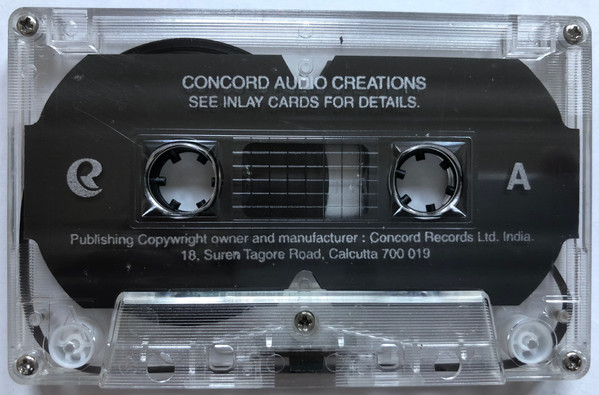 CONCORD AUDIO CREATIONS
SEE INLAY CARDS FOR DETAILS.
A
Publishing Copyright owner and manufacturer : Concord Records Ltd. India.
18, Suren Tagore Road, Calcutta 700 019